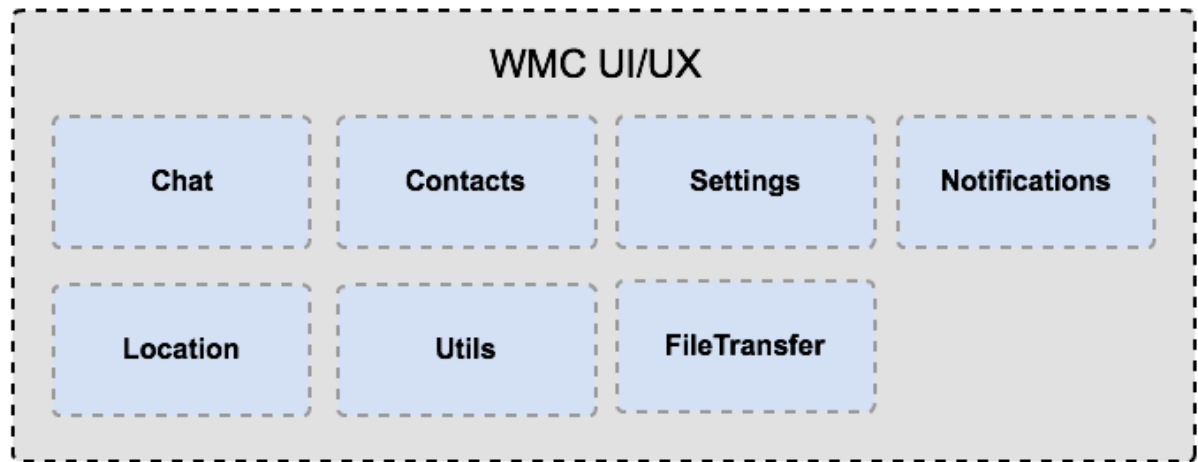 WMC UI/UX
Chat
Contacts
Settings
Notifications
Location
Utils
FileTransfer